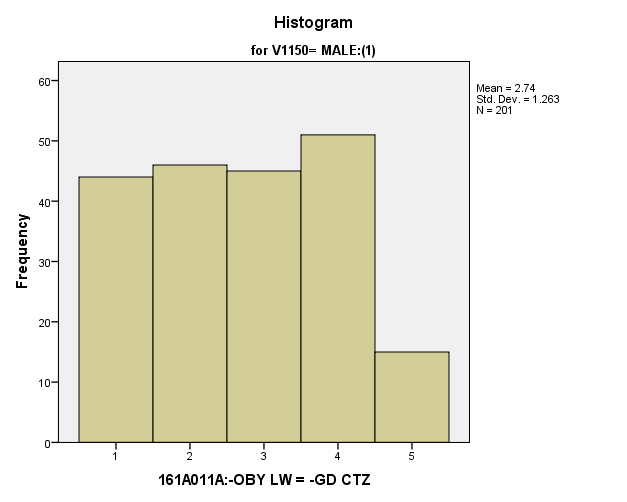 Histogram
for V1150= MALE:(1)
Mean = 2.74
Std. Dev. = 1.263
N = 201
60
50
40
30
20
10
0
Frequency
1 2 3 4 5
161A011A:-OBY LW = -GD CTZ